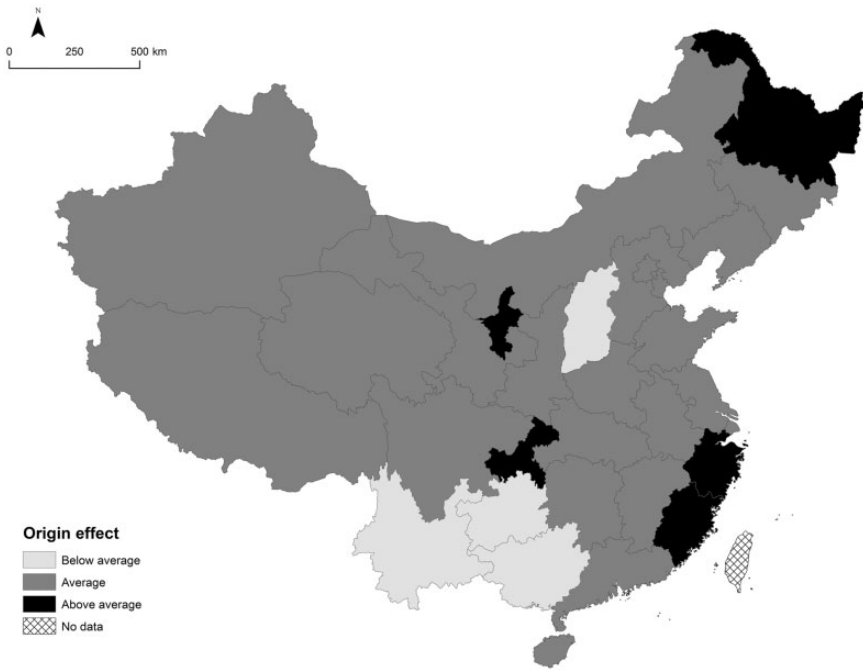 N
0 250 500 km
Origin effect
Below average
Average
Above average
No data